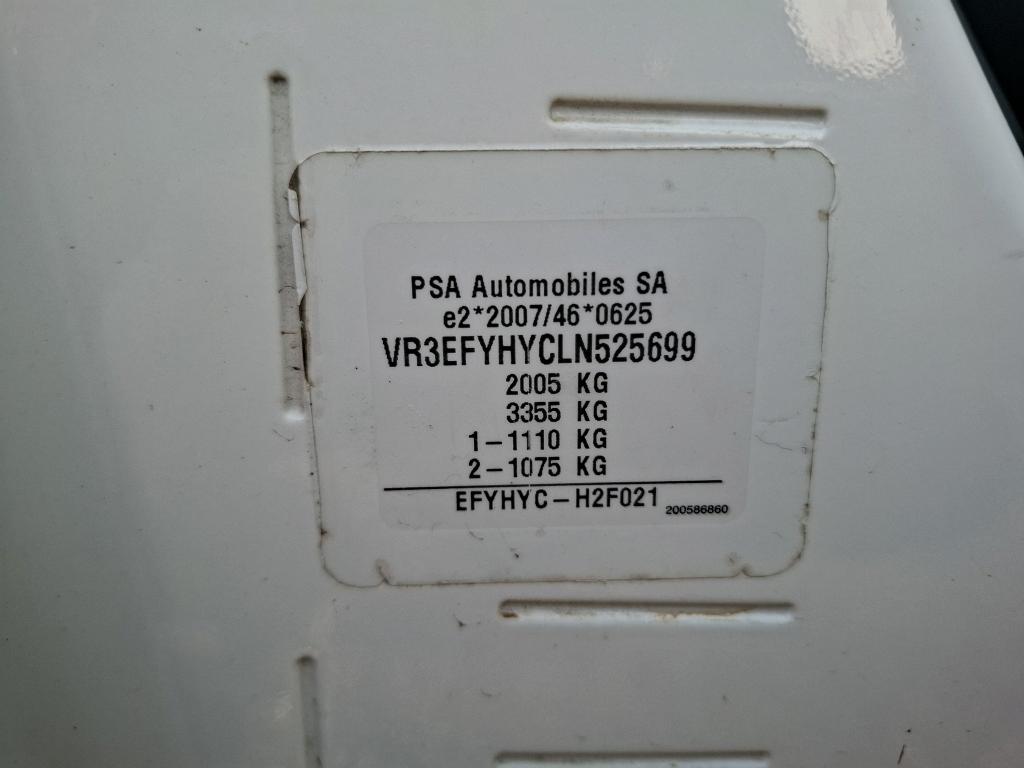 PSA Automobiles SA
e2*2007/46*0625
VR3EFYHYCLN525699
2005 KG
3355 KG
1-1110 KG
2-1075 KG
EFYHYC-H2F021 200586860